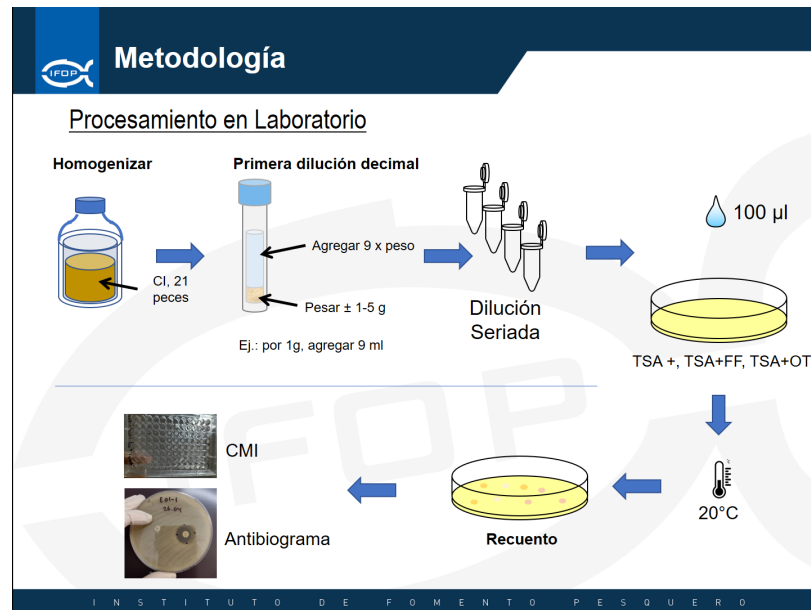 IFOP
Metodología
Procesamiento en Laboratorio
Homogenizar
CI, 21
peces
Primera dilución decimal
Agregar 9 x peso
Pesar ± 1-5 g
Ej.: por 1g, agregar 9 ml
Dilución
Seriada
100 µl
TSA +, TSA+FF, TSA+OT
20°C
Recuento
CMI
Antibiograma
IFOP
INSTITUTO DE FOMENTO PESQUERO